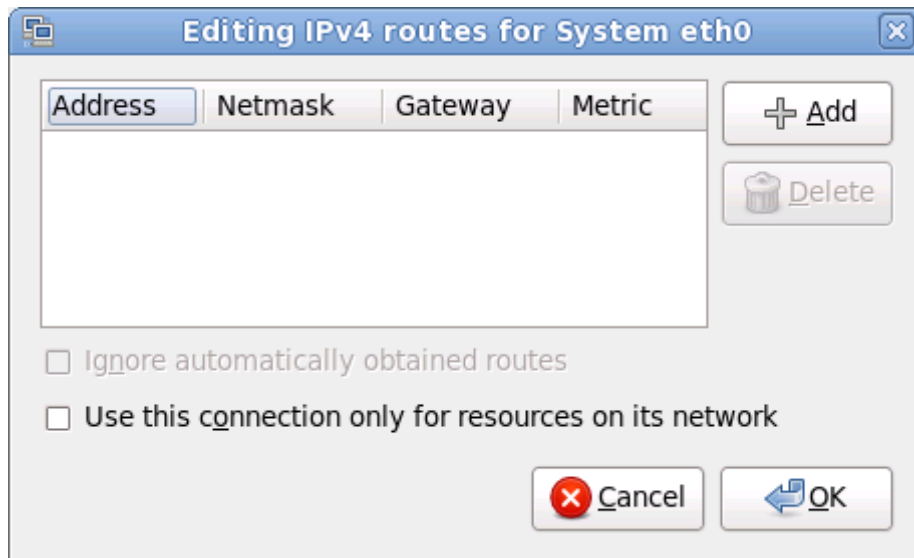 Editing IPv4 routes for System eth0
Address Netmask Gateway Metric
Add
Delete
Ignore automatically obtained routes
Use this connection only for resources on its network
Cancel OK